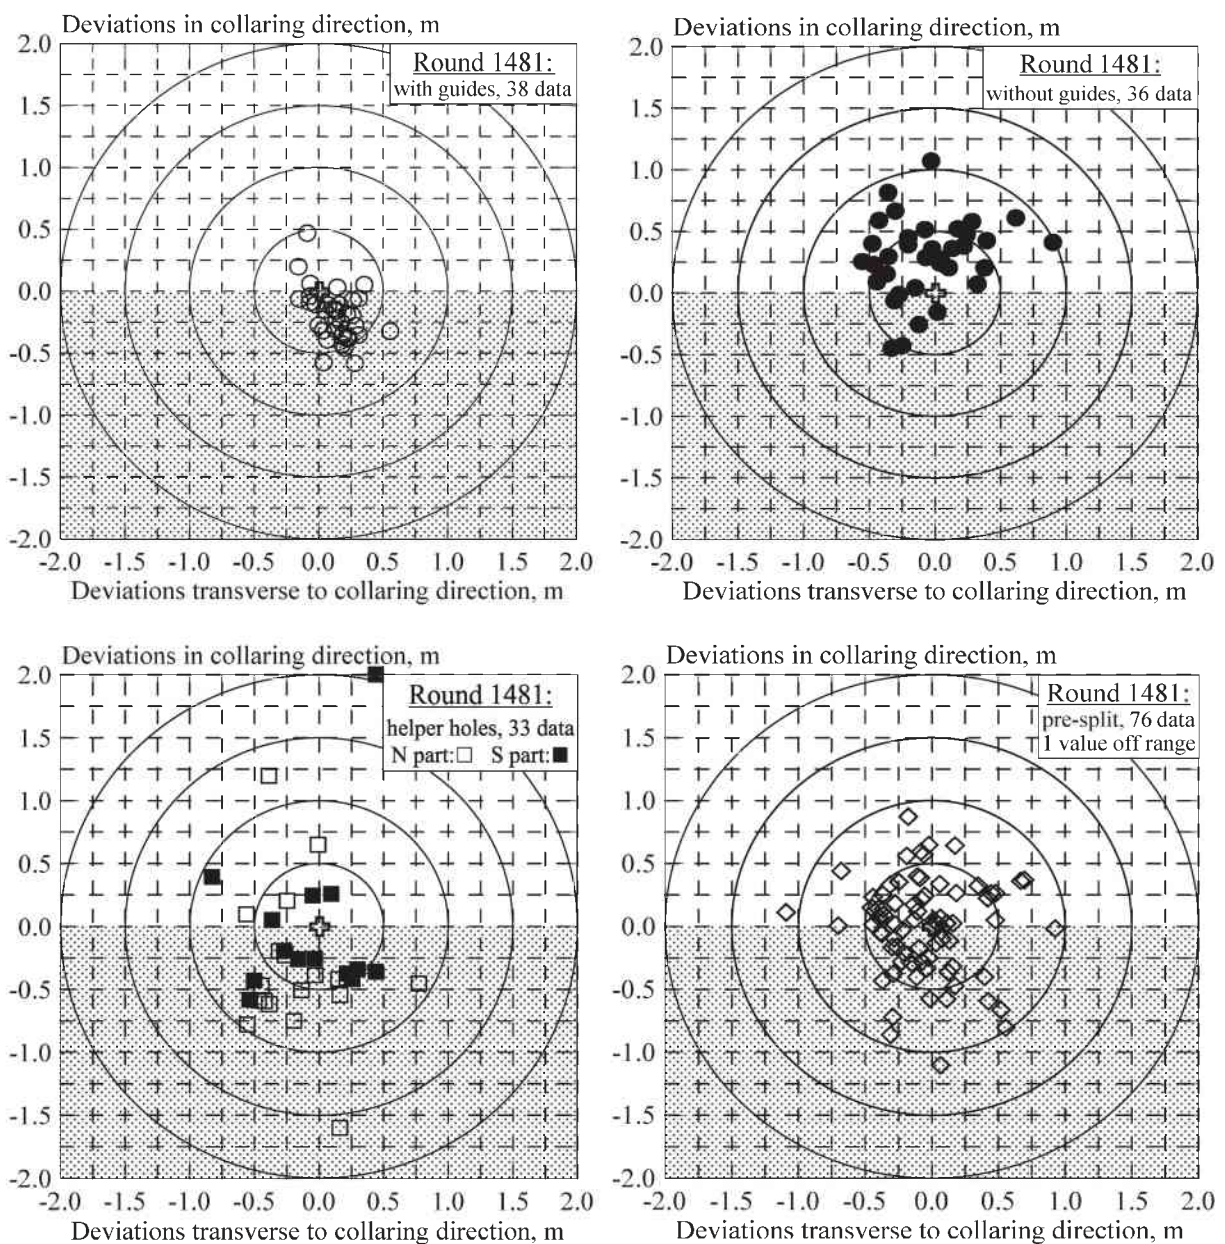 Deviations in collaring direction, m
2.0
1.5
1.0
0.5
0.0
-0.5
-1.0
-1.5
-2.0
Round 1481:
with guides, 38 data
-2.0 -1.5 -1.0 -0.5 0.0 0.5 1.0 1.5 2.0
Deviations transverse to collaring direction, m
Deviations in collaring direction, m
2.0
1.5
1.0
0.5
0.0
-0.5
-1.0
-1.5
-2.0
Round 1481:
without guides, 36 data
-2.0 -1.5 -1.0 -0.5 0.0 0.5 1.0 1.5 2.0
Deviations transverse to collaring direction, m
Deviations in collaring direction, m
2.0
1.5
1.0
0.5
0.0
-0.5
-1.0
-1.5
-2.0
Round 1481:
helper holes, 33 data
N part: S part:
-2.0 -1.5 -1.0 -0.5 0.0 0.5 1.0 1.5 2.0
Deviations transverse to collaring direction, m
Deviations in collaring direction, m
2.0
1.5
1.0
0.5
0.0
-0.5
-1.0
-1.5
-2.0
Round 1481:
pre-split, 76 data
1 value off range
-2.0 -1.5 -1.0 -0.5 0.0 0.5 1.0 1.5 2.0
Deviations transverse to collaring direction, m